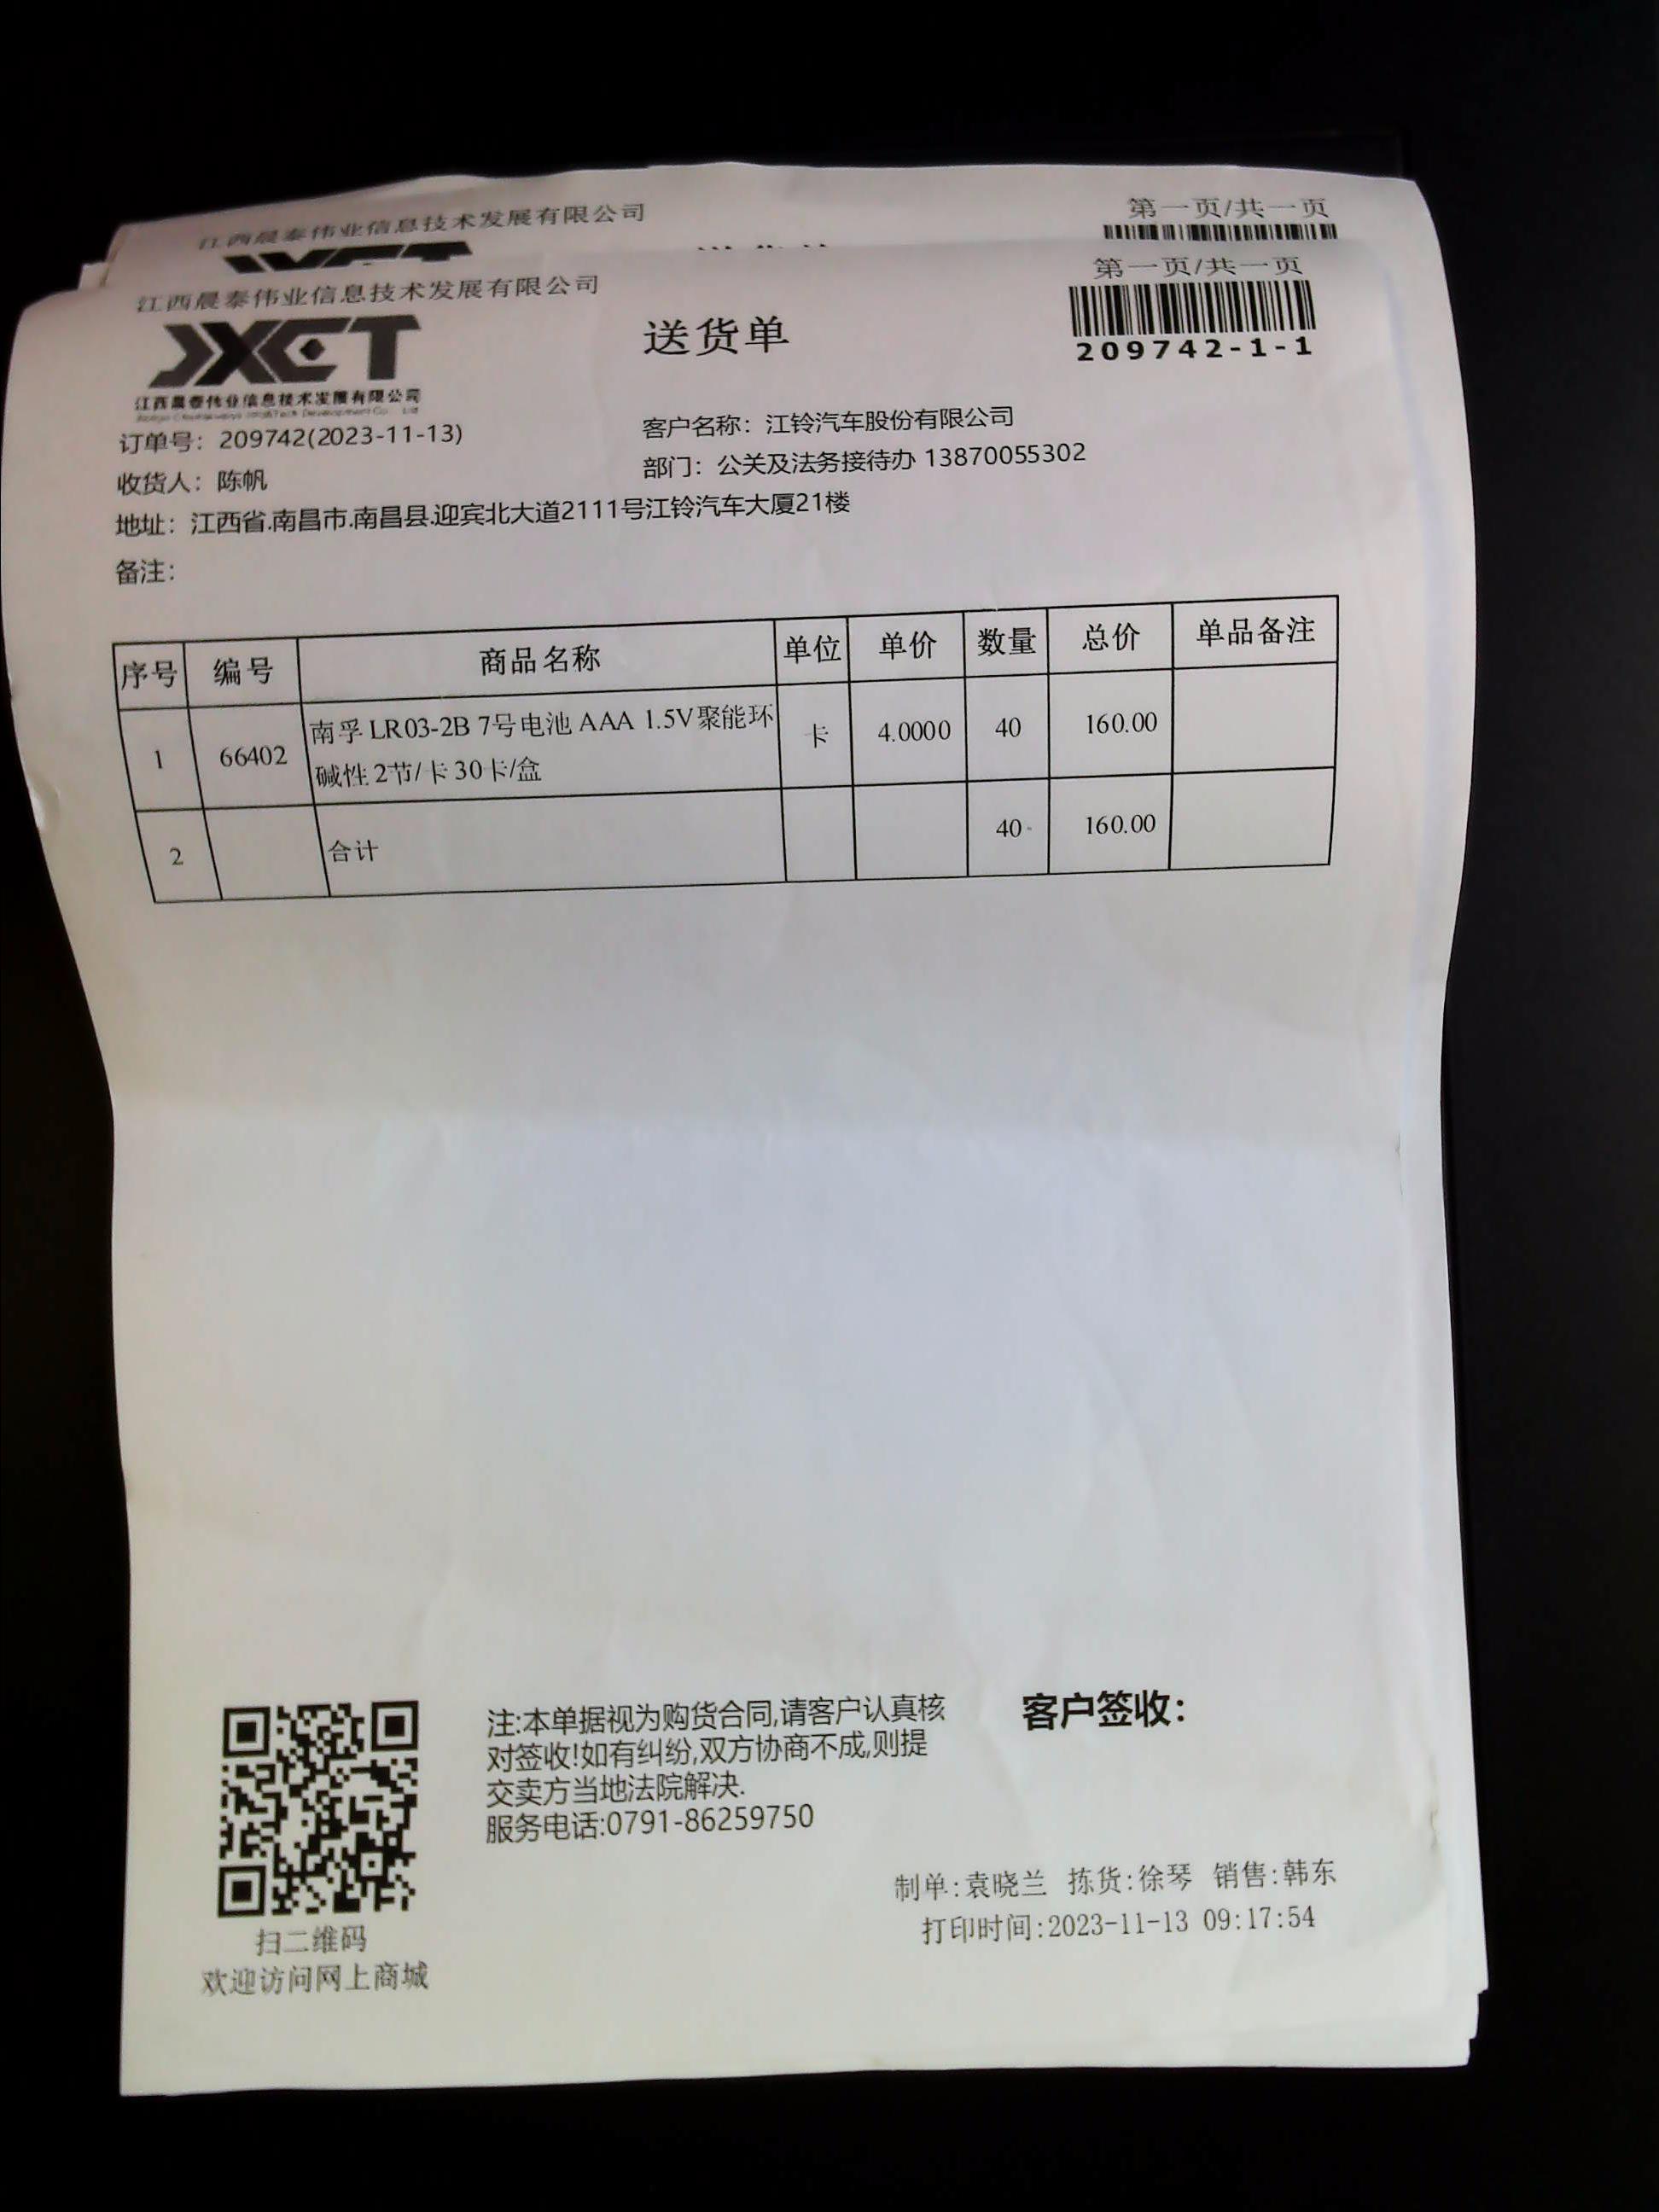 江西晨泰伟业信息技术发展有限公司
第一页/共一页
江西晨泰伟业信息技术发展有限公司
第一页/共一页
JXCT
江西晨泰伟业信息技术发展有限公司
送货单
209742-1-1
订单号：209742(2023-11-13)
客户名称：江铃汽车股份有限公司
收货人：陈帆
部门：公关及法务接待办 13870055302
地址：江西省.南昌市.南昌县.迎宾北大道2111号江铃汽车大厦21楼
备注：
序号 编号 商品名称 单位 单价 数量 总价 单品备注
1 66402 南孚 LR03-2B 7号电池 AAA 1.5V聚能环 卡 4.0000 40 160.00
碱性 2节/卡 30卡/盒
2 合计 40 160.00
注:本单据视为购货合同,请客户认真核
对签收!如有纠纷,双方协商不成,则提
交卖方当地法院解决.
服务电话:0791-86259750
客户签收：
制单:袁晓兰 拣货:徐琴 销售:韩东
打印时间:2023-11-13 09:17:54
扫二维码
欢迎访问网上商城